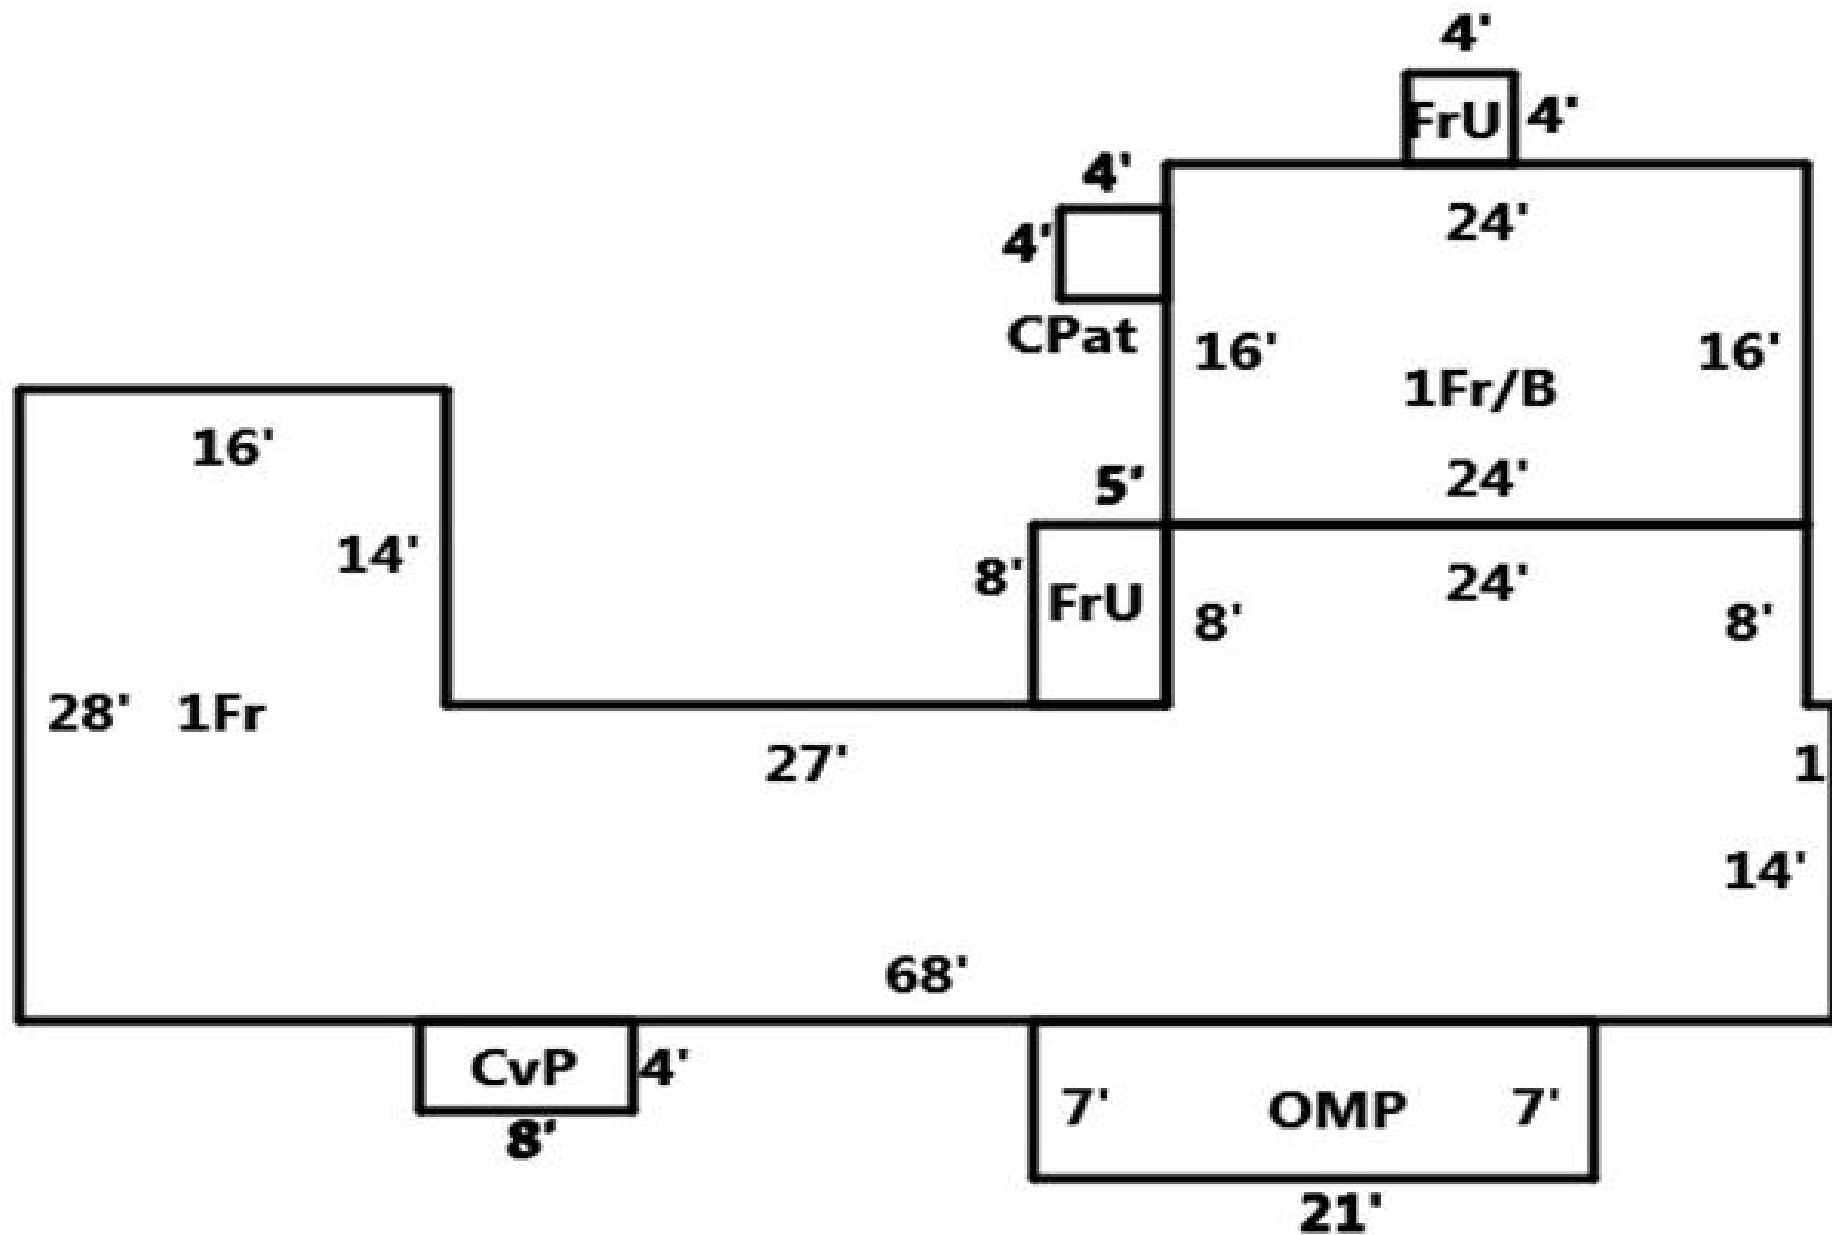 4'
FrU 4'
4'
24'
4'
CPat
16' 16'
1Fr/B
16'
5' 24'
14'
8' FrU 8' 24' 8'
28' 1Fr
27' 1
14'
68'
CvP 4'
7' OMP 7'
8'
21'